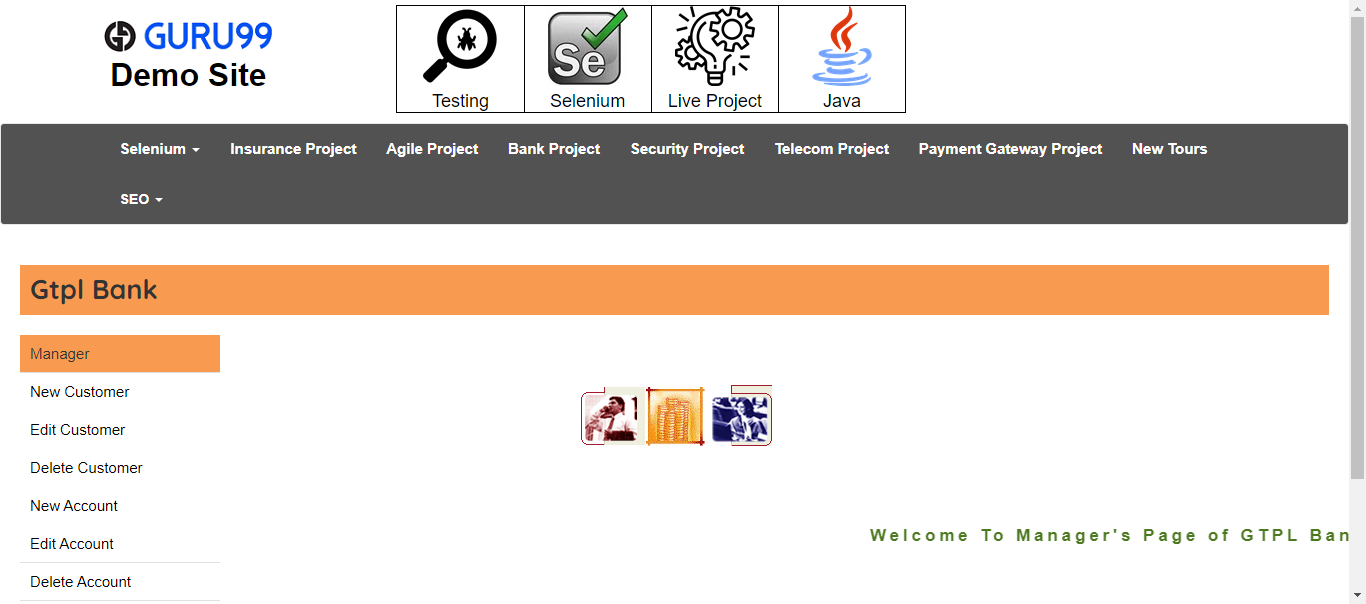 GURU99
Demo Site
Se
Testing
Selenium
Live Project
Java
Selenium
Insurance Project
Agile Project
Bank Project
Security Project
Telecom Project
Payment Gateway Project
New Tours
SEO
Gtpl Bank
Manager
New Customer
Edit Customer
Delete Customer
New Account
Edit Account
Delete Account
Welcome To Manager's Page of GTPL Ban